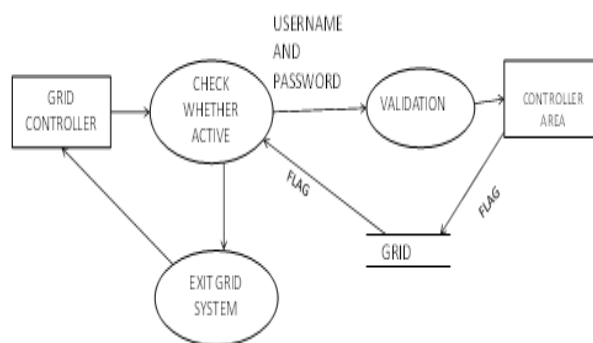 USERNAME
AND
PASSWORD
GRID
CONTROLLER
CHECK
WHETHER
ACTIVE
VALIDATION
CONTROLLER
AREA
FLAG
FLAG
GRID
EXIT GRID
SYSTEM